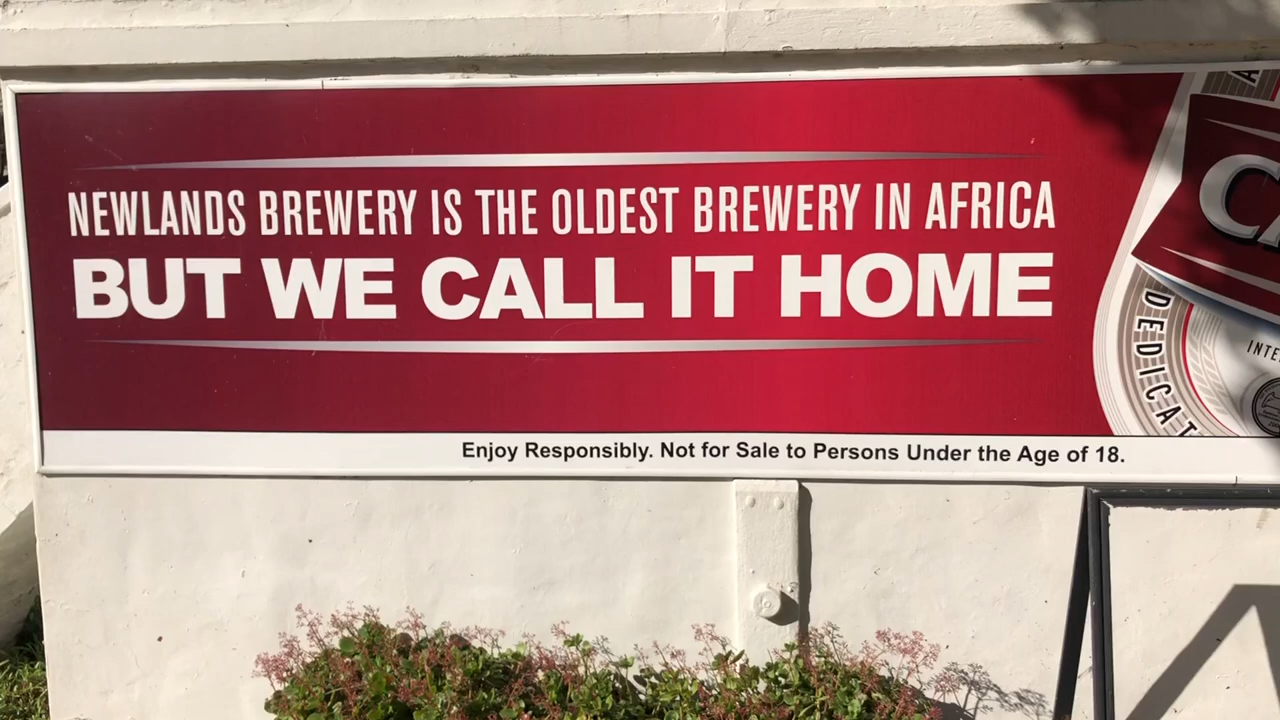 NEWLANDS BREWERY IS THE OLDEST BREWERY IN AFRICA
BUT WE CALL IT HOME
Enjoy Responsibly. Not for Sale to Persons Under the Age of 18.